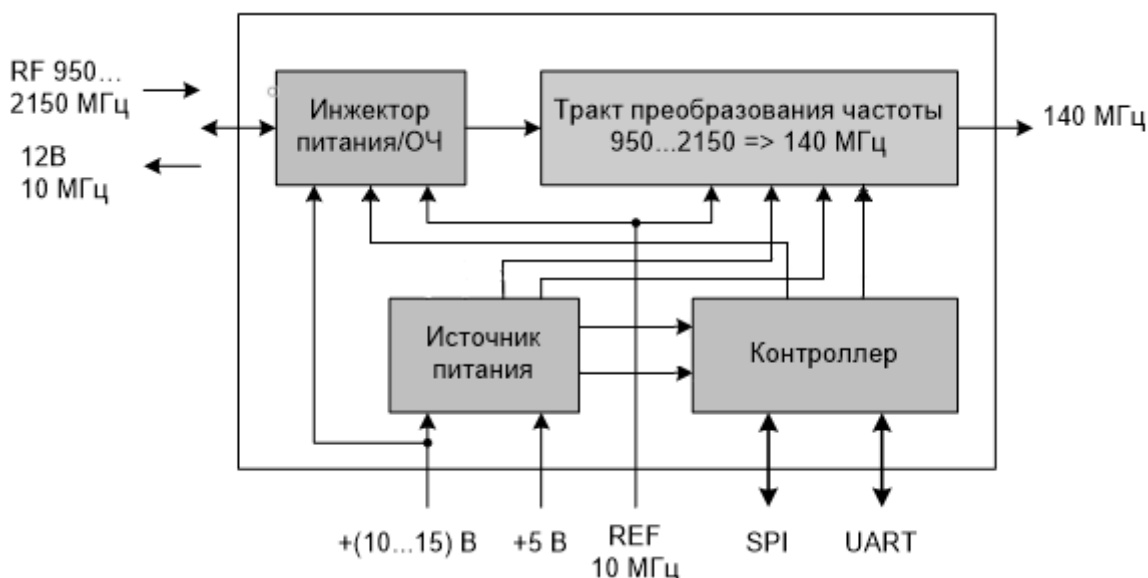 RF 950...
2150 МГц
12В
10 МГц
Инжектор
питания/ОЧ
Тракт преобразования частоты
950...2150 => 140 МГц
140 МГц
Источник
питания
Контроллер
+(10...15) В
+5 В
REF
10 МГц
SPI
UART